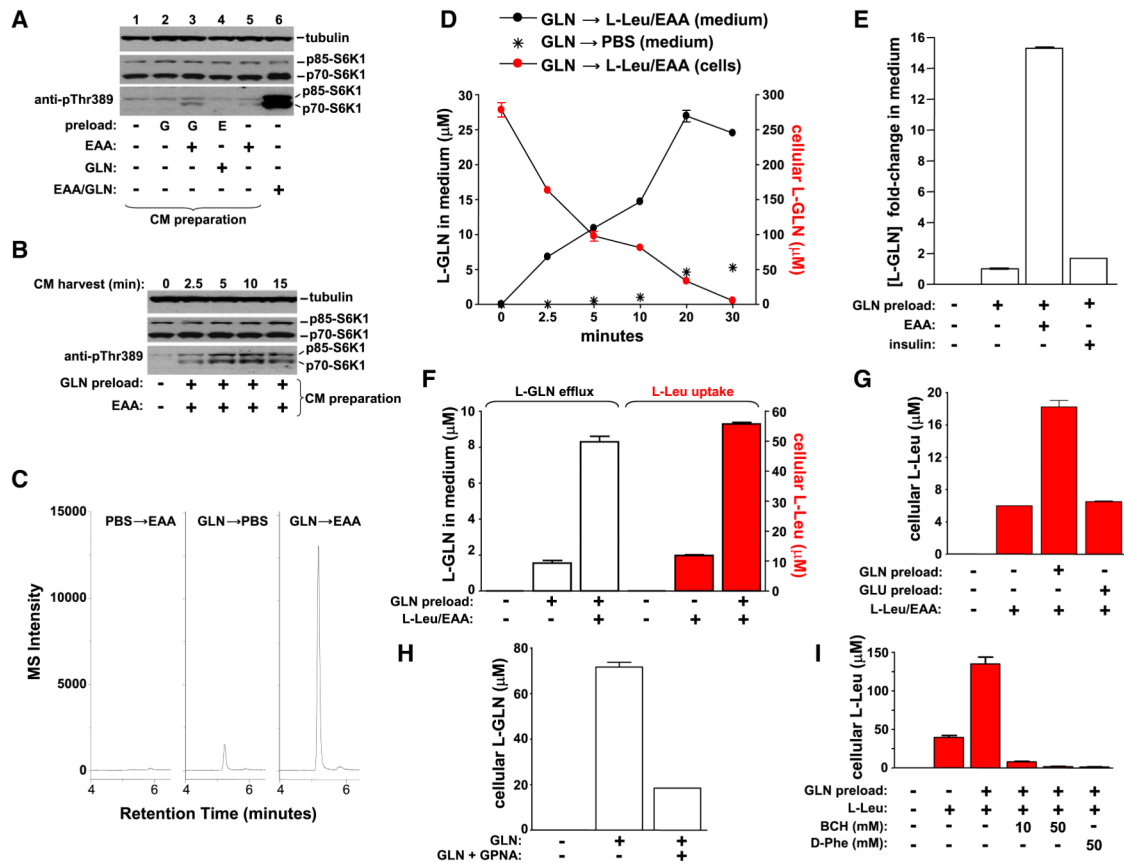 A
1 2 3 4 5 6
tubulin
p85-S6K1
p70-S6K1
anti-pThr389
p85-S6K1
p70-S6K1
preload: - G G E - -
EAA: - - + - + -
GLN: - - - + - -
EAA/GLN: - - - - - +
CM preparation
B
CM harvest (min): 0 2.5 5 10 15
tubulin
p85-S6K1
p70-S6K1
anti-pThr389
p85-S6K1
p70-S6K1
GLN preload: - + + + +
EAA: - + + + +
CM preparation
C
MS Intensity
15000
10000
5000
0
PBS→EAA GLN→PBS GLN→EAA
4 6 4 6 4 6
Retention Time (minutes)
D
GLN → L-Leu/EAA (medium)
GLN → PBS (medium)
GLN → L-Leu/EAA (cells)
L-GLN in medium (μM)
30
25
20
15
10
5
0
300
250
200
150
100
50
0
cellular L-GLN (μM)
0 2.5 5 10 20 30
minutes
E
[L-GLN] fold-change in medium
16
14
12
10
8
6
4
2
0
GLN preload: - + + +
EAA: - - + -
insulin: - - - +
F
L-GLN efflux L-Leu uptake
L-GLN in medium (μM)
10
8
6
4
2
0
60
50
40
30
20
10
0
cellular L-Leu (μM)
GLN preload: - + + - - +
L-Leu/EAA: - - + - + +
G
cellular L-Leu (μM)
20
16
12
8
4
0
GLN preload: - - + -
GLU preload: - - - +
L-Leu/EAA: - + + +
H
cellular L-GLN (μM)
80
60
40
20
0
GLN: - + +
GLN + GPNA: - - +
I
cellular L-Leu (μM)
150
100
50
0
GLN preload: - - + + + +
L-Leu: - + + + + +
BCH (mM): - - - 10 50 -
D-Phe (mM): - - - - - 50